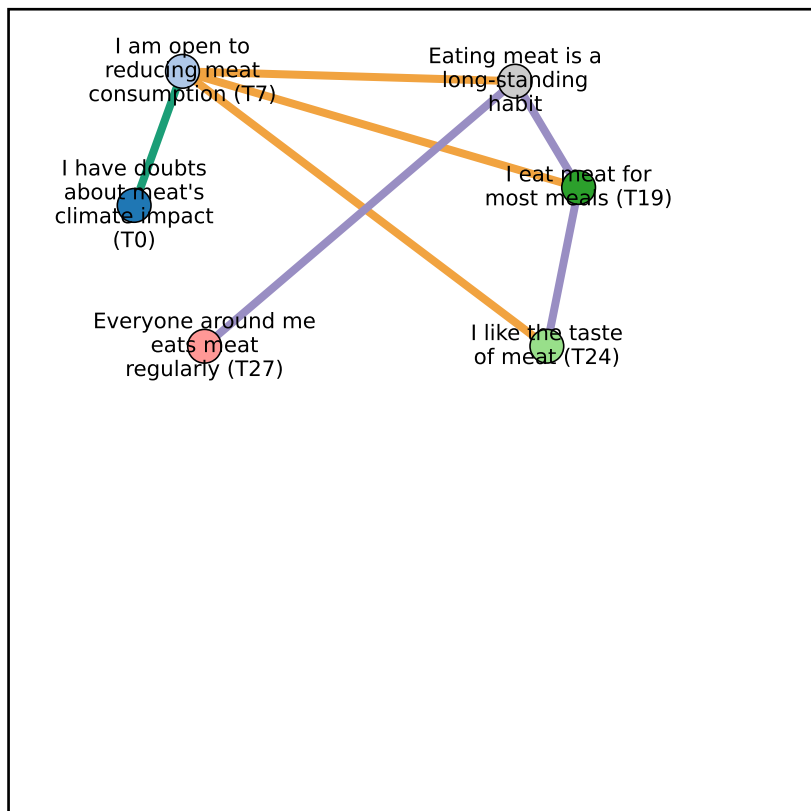 I am open to
reducing meat
consumption (T7)
Eating meat is a
long-standing
habit
I have doubts
about meat's
climate impact
(T0)
I eat meat for
most meals (T19)
Everyone around me
eats meat
regularly (T27)
I like the taste
of meat (T24)